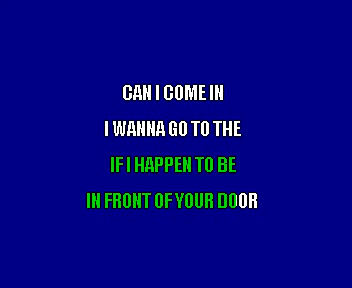 CAN I COME IN
I WANNA GO TO THE
IF I HAPPEN TO BE
IN FRONT OF YOUR DOOR